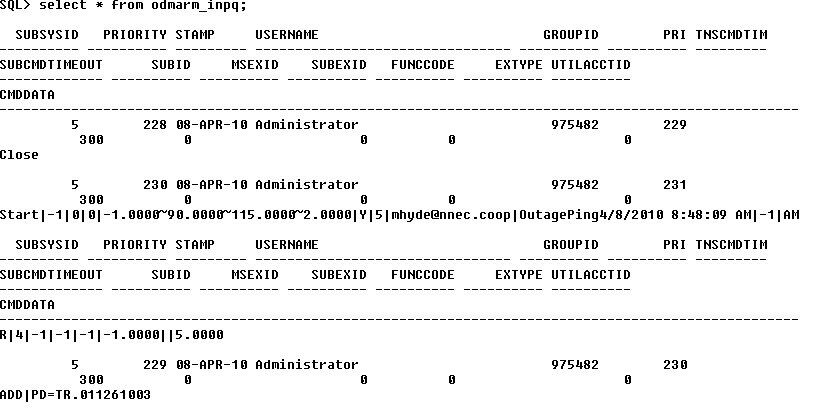 SQL> select * from odmarm_inpq;
SUBSYSID PRIORITY STAMP USERNAME GROUPID PRI TNSCMDTIM
---------- ---------- --------- -------------------------------- ---------- ---------- ---------
SUBCMDTIMEOUT SUBID MSEXID SUBEXID FUNCCODE EXTYPE UTILACCTID
------------- ---------- ---------- ---------- ---------- ---------- ----------
CMDDATA
----------------------------------------------------------------------------------------------------
5 228 08-APR-10 Administrator 975482 229
300 0 0 0 0
Close
5 230 08-APR-10 Administrator 975482 231
300 0 0 0 0
Start|-1|0|0|-1.0000~90.0000~115.0000~2.0000|Y|5|mhyde@nnec.coop|OutagePing4/8/2010 8:48:09 AM|-1|AM
SUBSYSID PRIORITY STAMP USERNAME GROUPID PRI TNSCMDTIM
---------- ---------- --------- -------------------------------- ---------- ---------- ---------
SUBCMDTIMEOUT SUBID MSEXID SUBEXID FUNCCODE EXTYPE UTILACCTID
------------- ---------- ---------- ---------- ---------- ---------- ----------
CMDDATA
----------------------------------------------------------------------------------------------------
R|4|-1|-1|-1|-1.0000||5.0000
5 229 08-APR-10 Administrator 975482 230
300 0 0 0 0
ADD|PD=TR.011261003